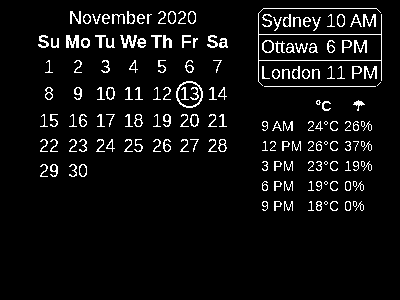 November 2020
Su Mo Tu We Th Fr Sa
1 2 3 4 5 6 7
8 9 10 11 12 13 14
15 16 17 18 19 20 21
22 23 24 25 26 27 28
29 30
Sydney 10 AM
Ottawa 6 PM
London 11 PM
°C ☂
9 AM 24°C 26%
12 PM 26°C 37%
3 PM 23°C 19%
6 PM 19°C 0%
9 PM 18°C 0%